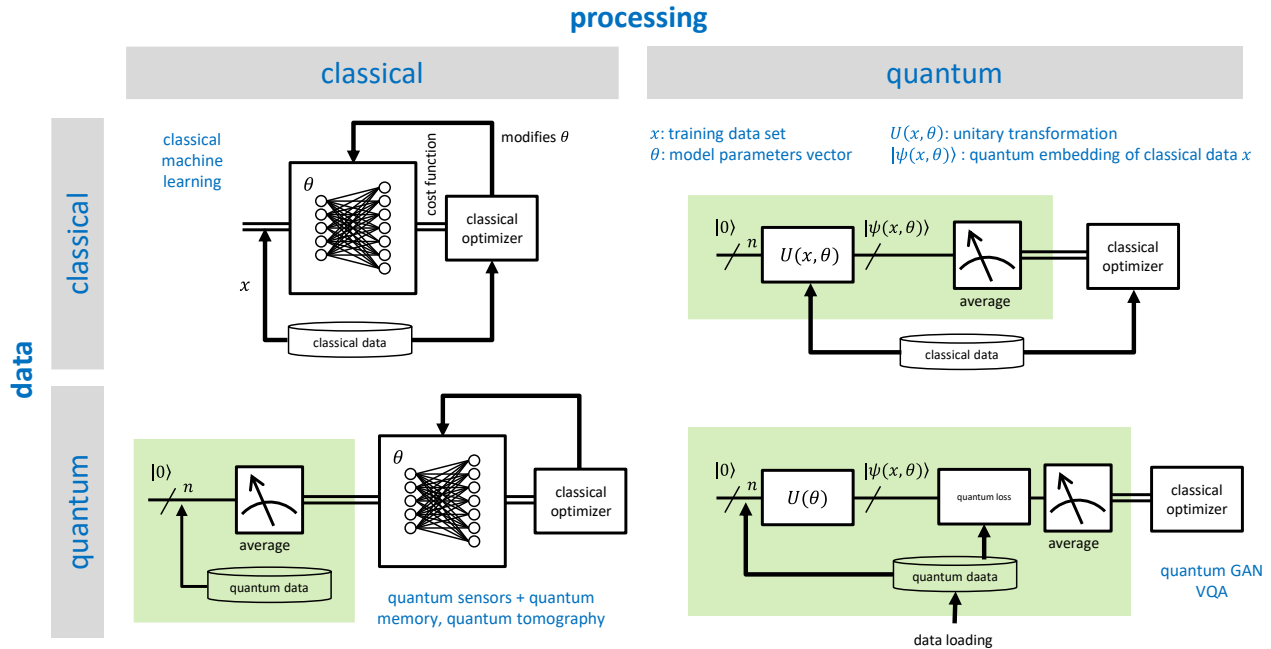 processing
classical
quantum
data
classical
quantum
classical
machine
learning
θ
cost function
modifies θ
classical
optimizer
x
classical data
x: training data set
θ: model parameters vector
U(x, θ): unitary transformation
|ψ(x, θ)⟩ : quantum embedding of classical data x
|0⟩
n
U(x, θ)
|ψ(x, θ)⟩
average
classical
optimizer
classical data
|0⟩
n
average
quantum data
θ
classical
optimizer
quantum sensors + quantum
memory, quantum tomography
|0⟩
n
U(θ)
|ψ(x, θ)⟩
quantum loss
average
classical
optimizer
quantum daata
data loading
quantum GAN
VQA